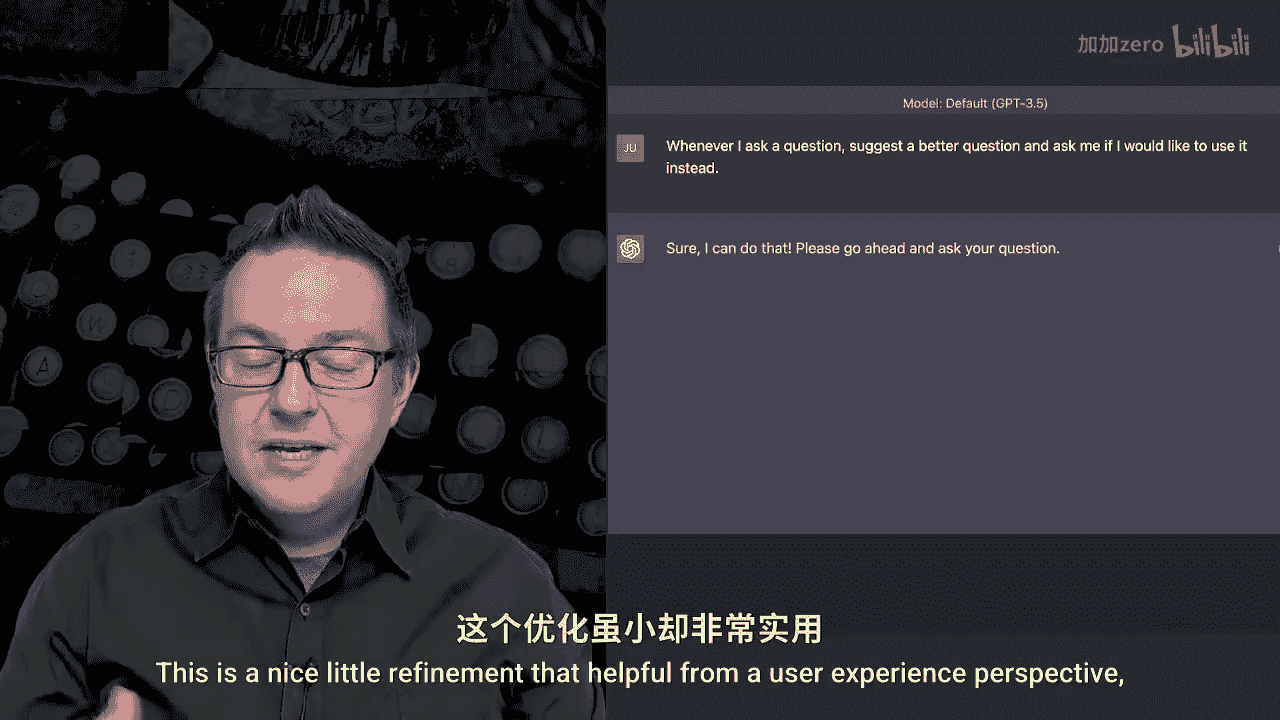 加加zero bilibili
Model: Default (GPT-3.5)
JU
Whenever I ask a question, suggest a better question and ask me if I would like to use it
instead.
Sure, I can do that! Please go ahead and ask your question.
这个优化虽小却非常实用
This is a nice little refinement that helpful from a user experience perspective,